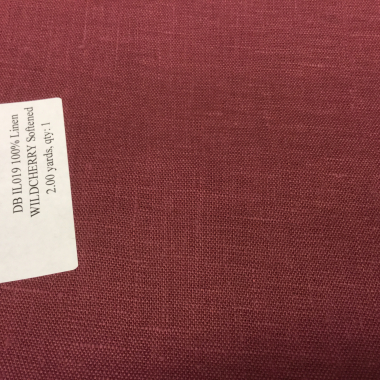 DB IL019 100% Linen
WILDCHERRY Softened
2.00 yards, qty: 1